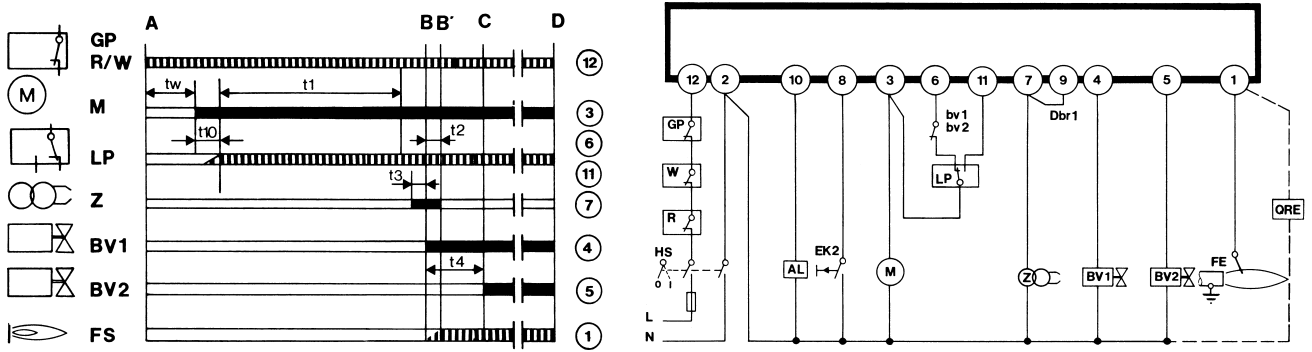 A B B' C D
GP
R/W 12
tw t1
M M 3
t10 t2 6
LP 11
t3
Z 7
BV1 4
t4
BV2 5
FS 1
12 2 10 8 3 6 11 7 9 4 5 1
bv1 Dbr1
bv2
GP
W LP
R QRE
HS EK2 FE
0 I AL M Z BV1 BV2
L
N